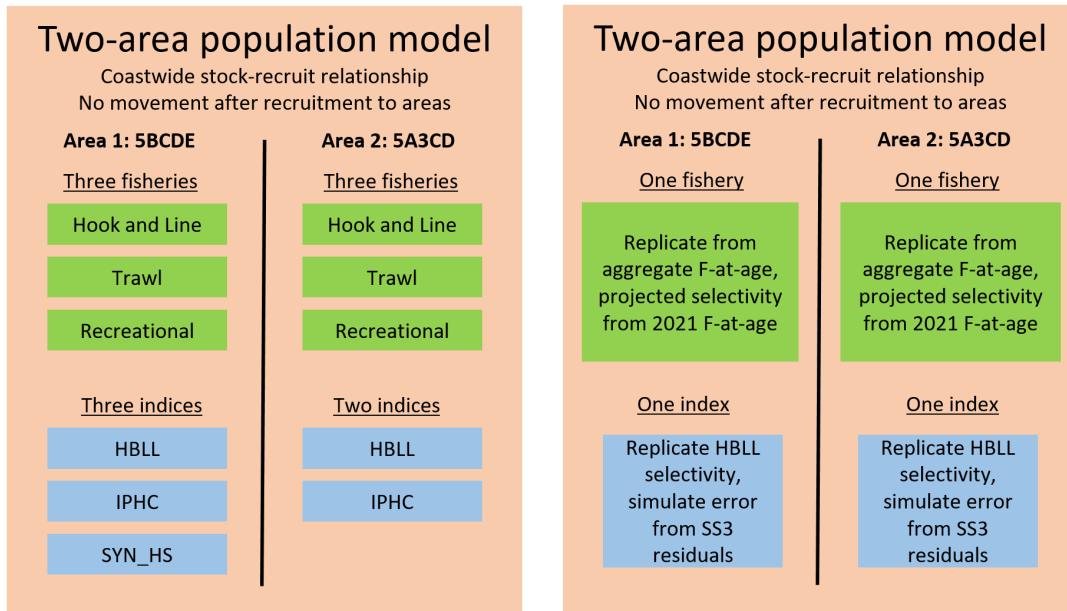 Two-area population model
Coastwide stock-recruit relationship
No movement after recruitment to areas
Area 1: 5BCDE
Three fisheries
Hook and Line
Trawl
Recreational
Three indices
HBLL
IPHC
SYN_HS
Area 2: 5A3CD
Three fisheries
Hook and Line
Trawl
Recreational
Two indices
HBLL
IPHC
Two-area population model
Coastwide stock-recruit relationship
No movement after recruitment to areas
Area 1: 5BCDE
One fishery
Replicate from
aggregate F-at-age,
projected selectivity
from 2021 F-at-age
One index
Replicate HBLL
selectivity,
simulate error
from SS3
residuals
Area 2: 5A3CD
One fishery
Replicate from
aggregate F-at-age,
projected selectivity
from 2021 F-at-age
One index
Replicate HBLL
selectivity,
simulate error
from SS3
residuals